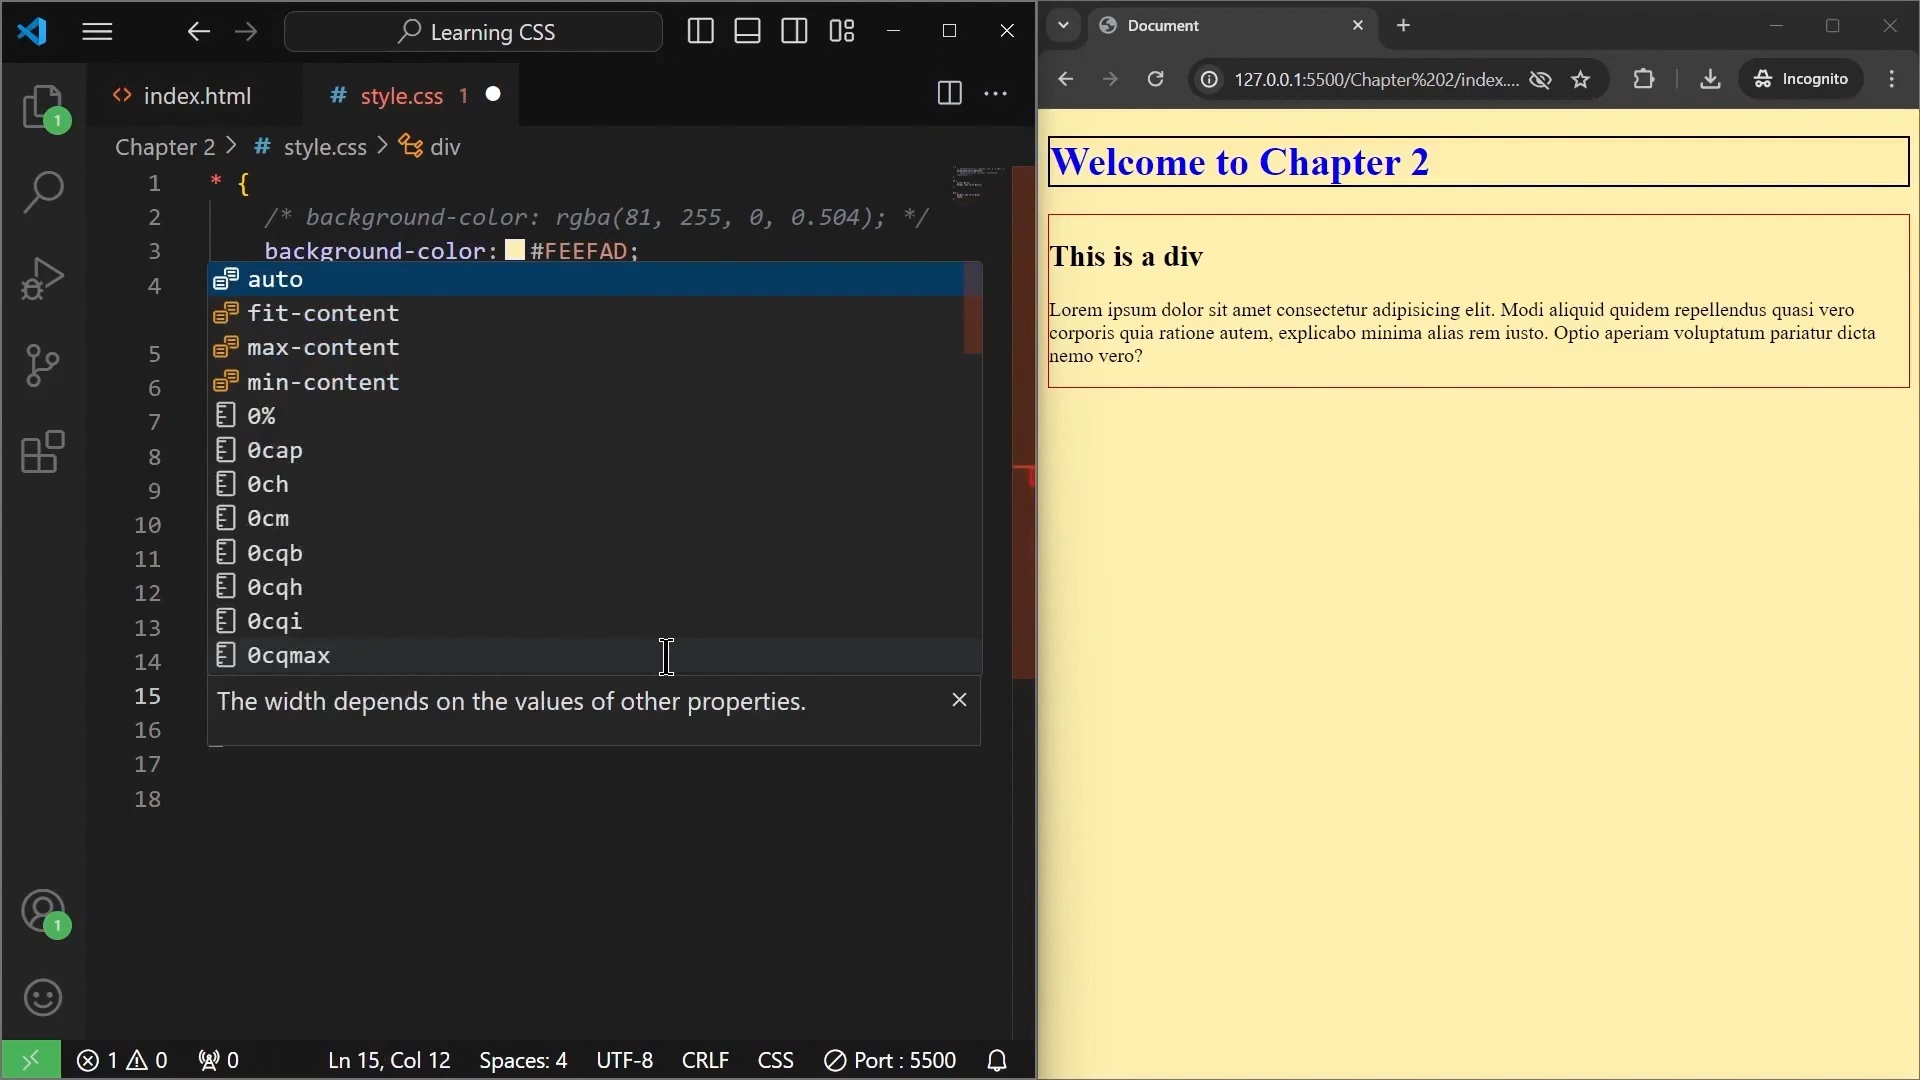 Learning CSS
index.html
# style.css 1
Chapter 2 > # style.css > div
1 * {
2 /* background-color: rgba(81, 255, 0, 0.504); */
3 background-color: #FEEFAD;
4
5
6
7
8
9
10
11
12
13
14
15
16
17
18
auto
fit-content
max-content
min-content
0%
0cap
0ch
0cm
0cqb
0cqh
0cqi
0cqmax
The width depends on the values of other properties.
1
1
1 0 0 Ln 15, Col 12 Spaces: 4 UTF-8 CRLF CSS Port : 5500
Document
127.0.0.1:5500/Chapter%202/index.... Incognito
Welcome to Chapter 2
This is a div
Lorem ipsum dolor sit amet consectetur adipisicing elit. Modi aliquid quidem repellendus quasi vero
corporis quia ratione autem, explicabo minima alias rem iusto. Optio aperiam voluptatum pariatur dicta
nemo vero?